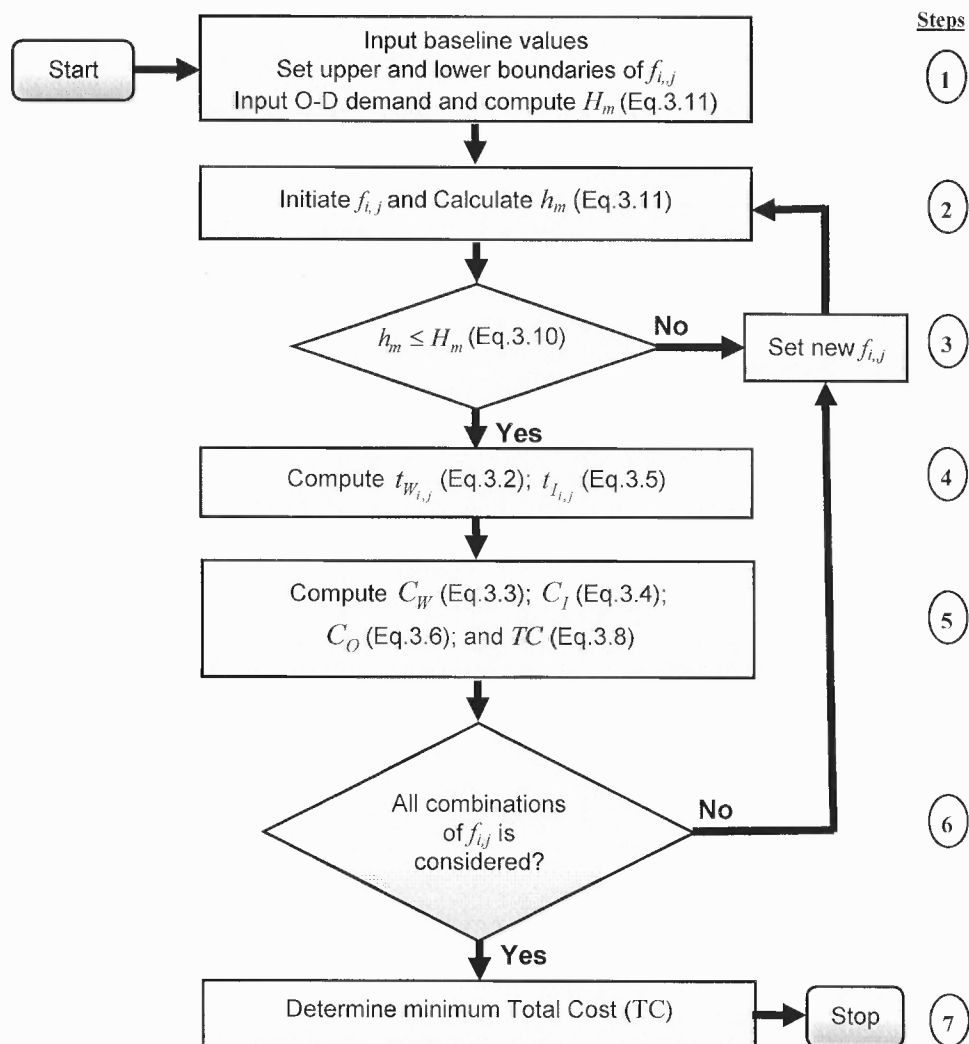 Steps
Start
Input baseline values
Set upper and lower boundaries of f_{i,j}
Input O-D demand and compute H_m (Eq.3.11)
1
Initiate f_{i,j} and Calculate h_m (Eq.3.11)
2
h_m ≤ H_m (Eq.3.10)
No
Set new f_{i,j}
3
Yes
Compute t_{W_{i,j}} (Eq.3.2); t_{I_{i,j}} (Eq.3.5)
4
Compute C_W (Eq.3.3); C_I (Eq.3.4);
C_O (Eq.3.6); and TC (Eq.3.8)
5
All combinations
of f_{i,j} is
considered?
No
6
Yes
Determine minimum Total Cost (TC)
Stop
7